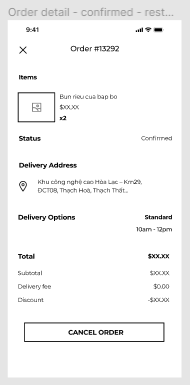 Order detail - confirmed - rest...
9:41
Order #13292
Items
Bun rieu cua bap bo
$XX.XX
x2
Status Confirmed
Delivery Address
Khu công nghệ cao Hòa Lạc - Km29,
ĐCT08, Thạch Hoà, Thạch Thất...
Delivery Options Standard
10am - 12pm
Total $XX.XX
Subtotal $XX.XX
Delivery fee $0.00
Discount -$XX.XX
CANCEL ORDER